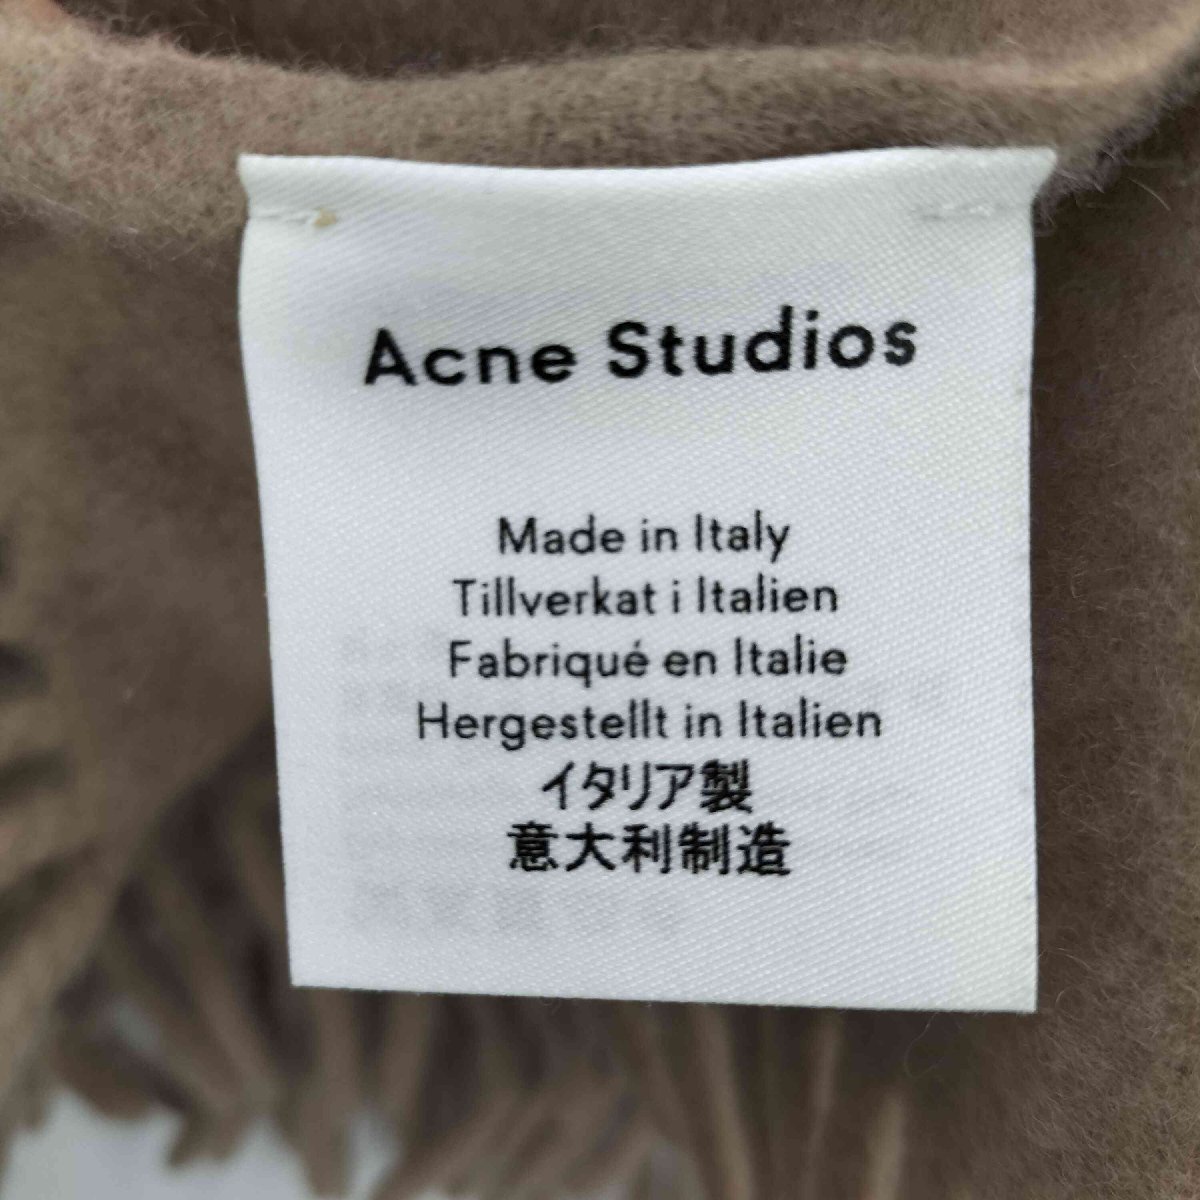 Acne Studios
Made in Italy
Tillverkat i Italien
Fabriqué en Italie
Hergestellt in Italien
イタリア製
意大利制造